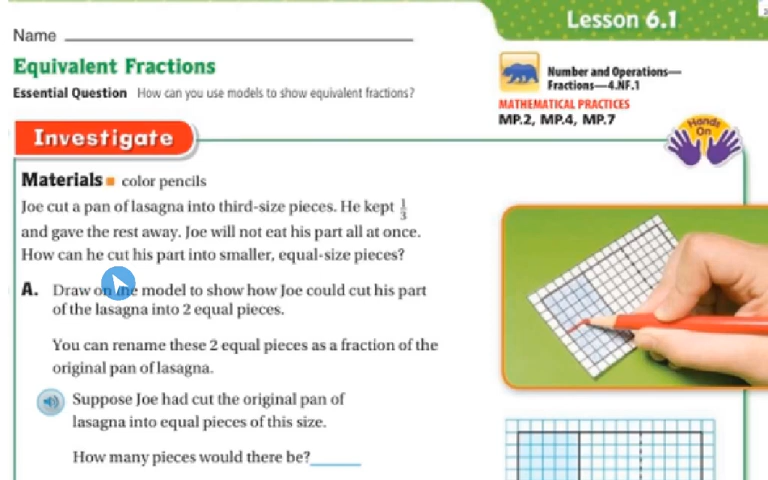 Lesson 6.1
Name
Equivalent Fractions
Essential Question How can you use models to show equivalent fractions?
Number and Operations—
Fractions—4.NF.1
MATHEMATICAL PRACTICES
MP.2, MP.4, MP.7
Hands
On
Investigate
Materials ■ color pencils
Joe cut a pan of lasagna into third-size pieces. He kept 1/3
and gave the rest away. Joe will not eat his part all at once.
How can he cut his part into smaller, equal-size pieces?
A. Draw on the model to show how Joe could cut his part
of the lasagna into 2 equal pieces.
You can rename these 2 equal pieces as a fraction of the
original pan of lasagna.
Suppose Joe had cut the original pan of
lasagna into equal pieces of this size.
How many pieces would there be?